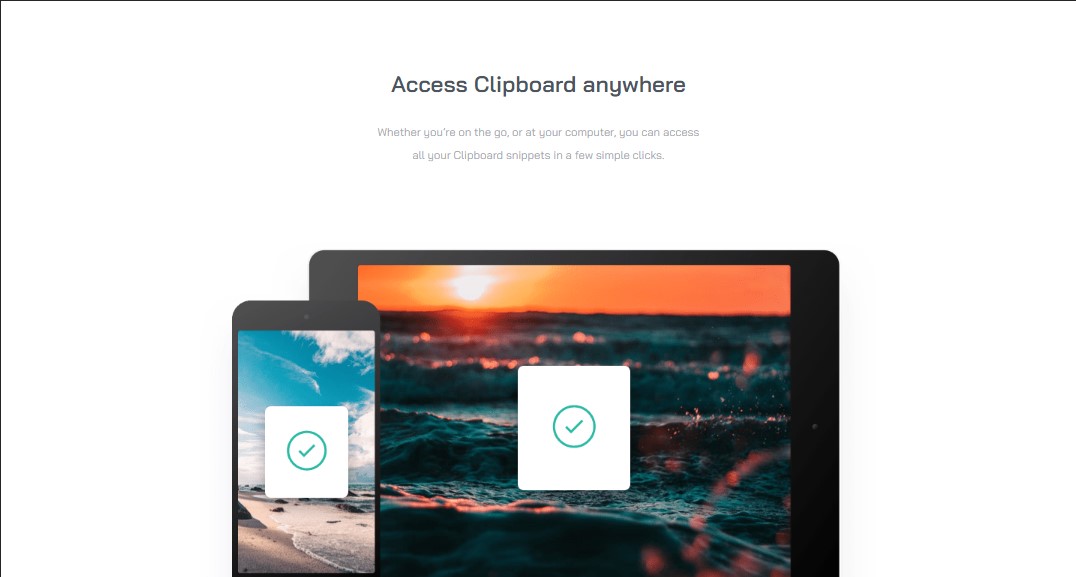 Access Clipboard anywhere
Whether you're on the go, or at your computer, you can access
all your Clipboard snippets in a few simple clicks.